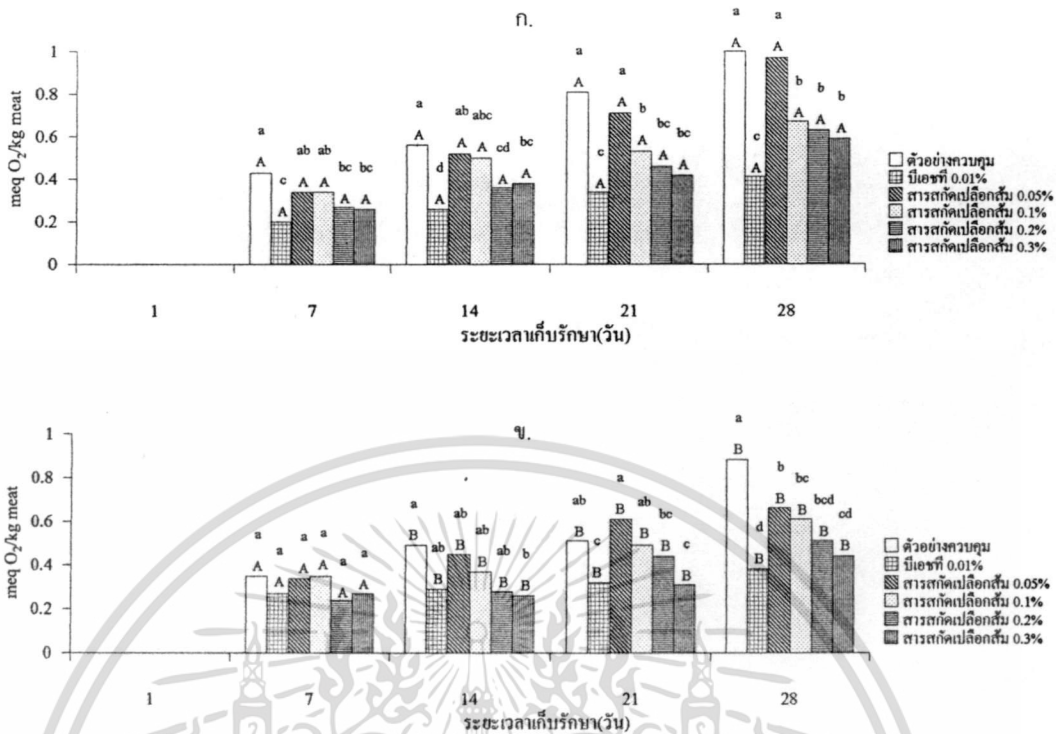 ก.
meq O₂/kg meat
1
0.8
0.6
0.4
0.2
0
a c ab ab bc bc
A A A A A A
a d ab abc cd bc
A A A A A A
a c a b bc bc
A A A A A A
a c a b b b
A A A A A A
1 7 14 21 28
ระยะเวลาเก็บรักษา(วัน)
ตัวอย่างควบคุม
บีเอชที 0.01%
สารสกัดเปลือกส้ม 0.05%
สารสกัดเปลือกส้ม 0.1%
สารสกัดเปลือกส้ม 0.2%
สารสกัดเปลือกส้ม 0.3%
ข.
meq O₂/kg meat
1
0.8
0.6
0.4
0.2
0
a a a a a a
A A A A A A
a ab ab ab ab b
B B B B B B
ab c a ab bc c
B B B B B B
a d b bc bcd cd
B B B B B B
1 7 14 21 28
ระยะเวลาเก็บรักษา(วัน)
ตัวอย่างควบคุม
บีเอชที 0.01%
สารสกัดเปลือกส้ม 0.05%
สารสกัดเปลือกส้ม 0.1%
สารสกัดเปลือกส้ม 0.2%
สารสกัดเปลือกส้ม 0.3%